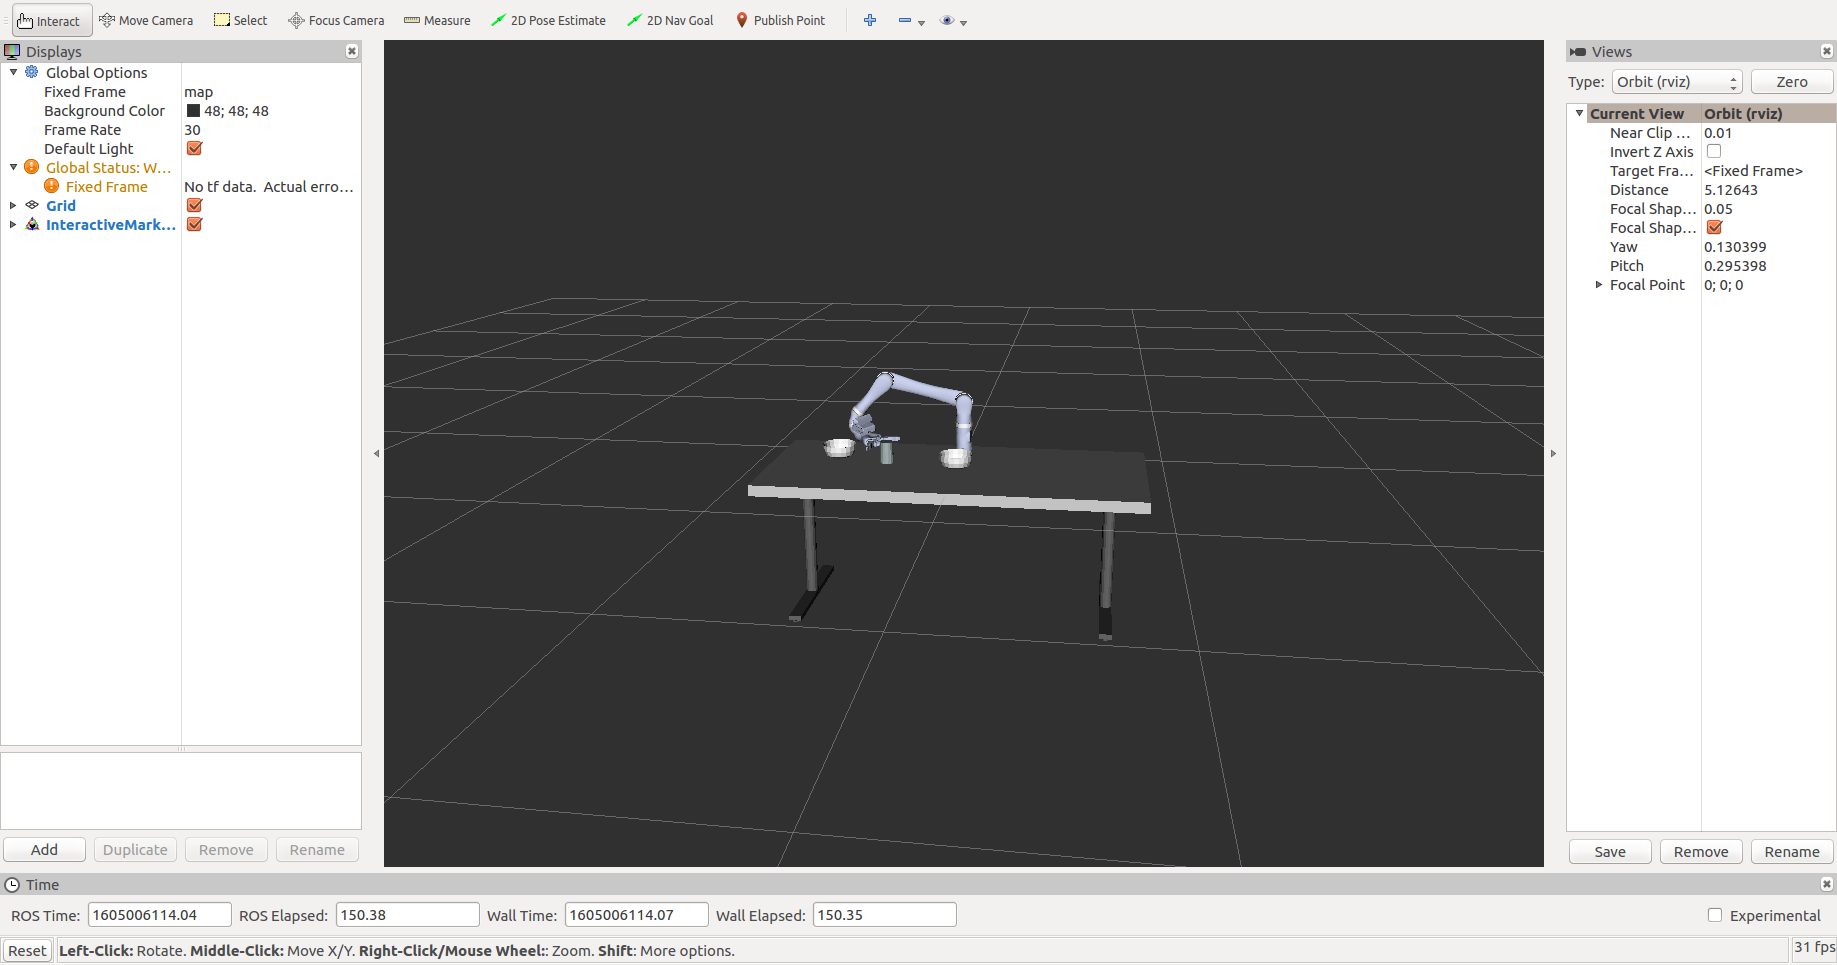 Interact Move Camera Select Focus Camera Measure 2D Pose Estimate 2D Nav Goal Publish Point
Displays
Global Options
Fixed Frame map
Background Color 48; 48; 48
Frame Rate 30
Default Light
Global Status: W...
Fixed Frame No tf data. Actual erro...
Grid
InteractiveMark...
Add Duplicate Remove Rename
Views
Type: Orbit (rviz) Zero
Current View Orbit (rviz)
Near Clip ... 0.01
Invert Z Axis
Target Fra... <Fixed Frame>
Distance 5.12643
Focal Shap... 0.05
Focal Shap...
Yaw 0.130399
Pitch 0.295398
Focal Point 0; 0; 0
Save Remove Rename
Time
ROS Time: 1605006114.04 ROS Elapsed: 150.38 Wall Time: 1605006114.07 Wall Elapsed: 150.35 Experimental
Reset Left-Click: Rotate. Middle-Click: Move X/Y. Right-Click/Mouse Wheel:: Zoom. Shift: More options. 31 fps